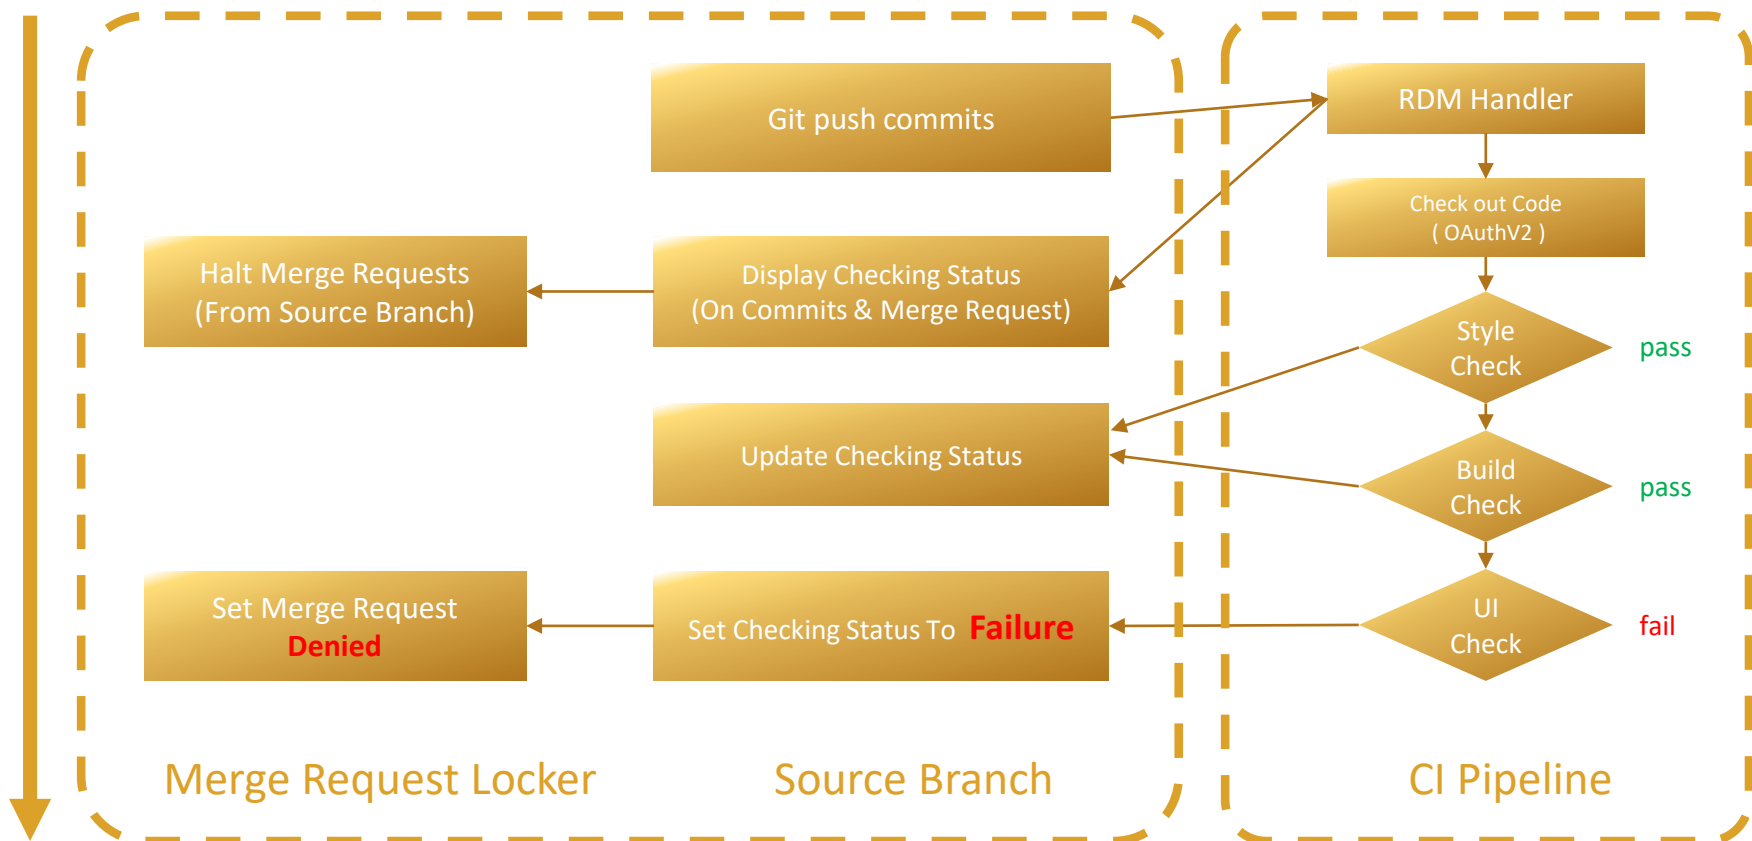 Git push commits
RDM Handler
Check out Code
( OAuthV2 )
Halt Merge Requests
(From Source Branch)
Display Checking Status
(On Commits & Merge Request)
Style
Check
pass
Update Checking Status
Build
Check
pass
Set Merge Request
Denied
Set Checking Status To Failure
UI
Check
fail
Merge Request Locker
Source Branch
CI Pipeline